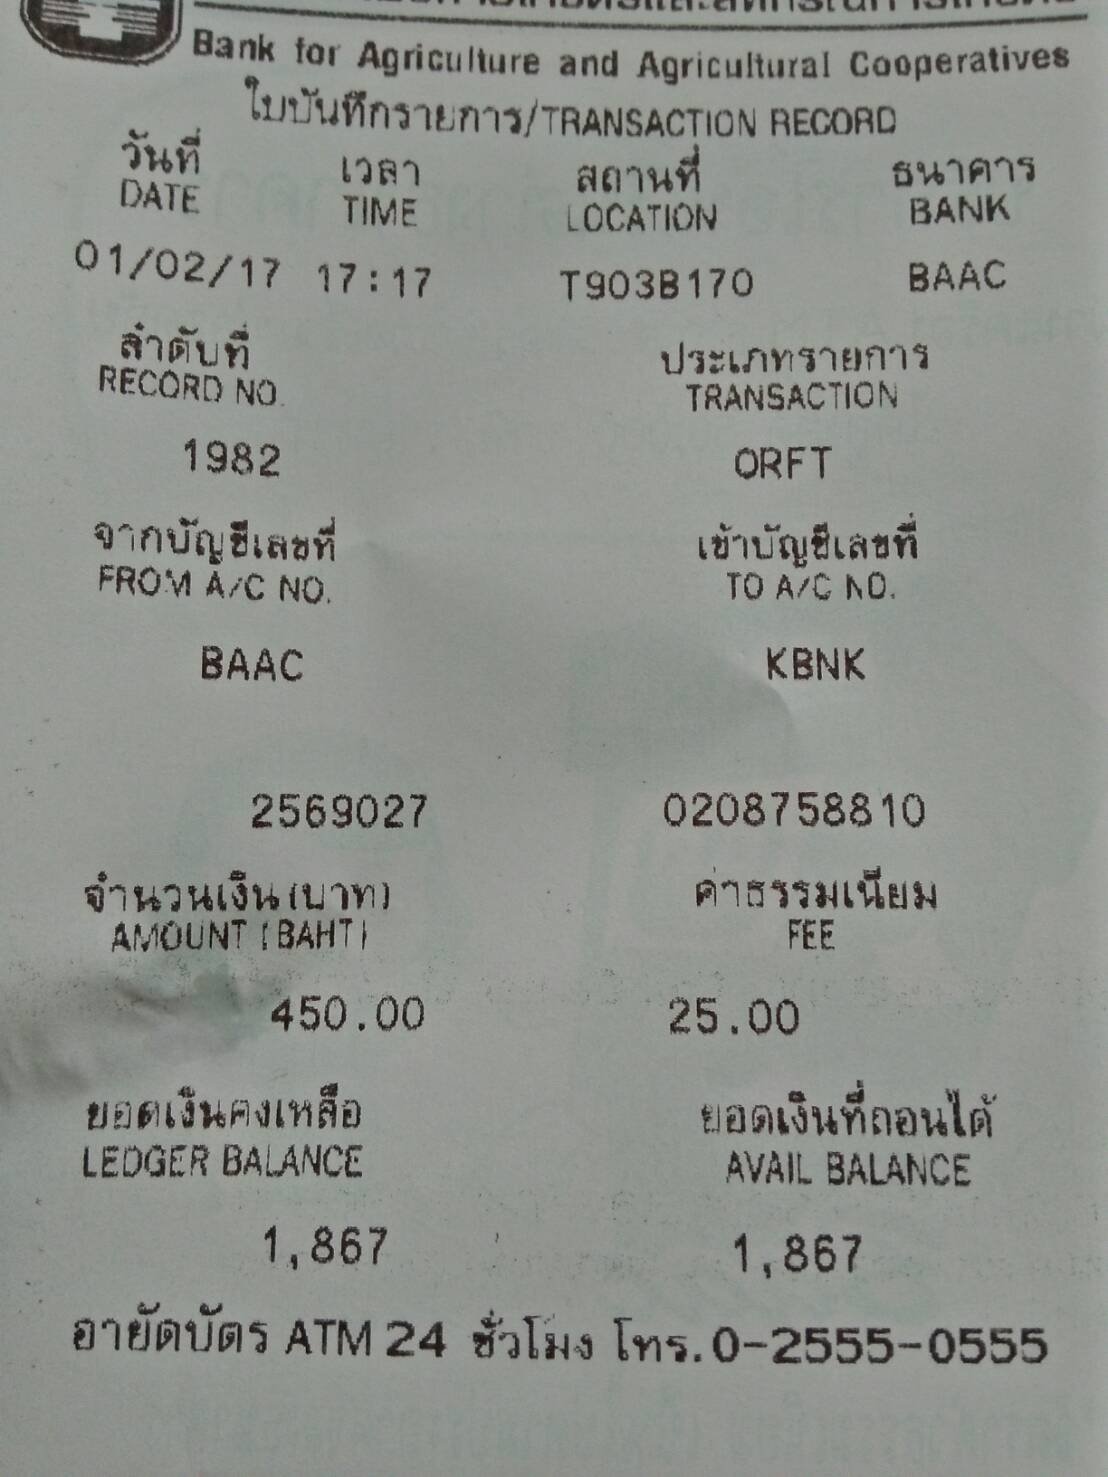 Bank for Agriculture and Agricultural Cooperatives
ใบบันทึกรายการ/TRANSACTION RECORD
วันที่ เวลา สถานที่ ธนาคาร
DATE TIME LOCATION BANK
01/02/17 17:17 T903B170 BAAC
ลำดับที่ ประเภทรายการ
RECORD NO. TRANSACTION
1982 ORFT
จากบัญชีเลขที่ เข้าบัญชีเลขที่
FROM A/C NO. TO A/C NO.
BAAC KBNK
2569027 0208758810
จำนวนเงิน(บาท) ค่าธรรมเนียม
AMOUNT (BAHT) FEE
450.00 25.00
ยอดเงินคงเหลือ ยอดเงินที่ถอนได้
LEDGER BALANCE AVAIL BALANCE
1,867 1,867
อายัดบัตร ATM 24 ชั่วโมง โทร. 0-2555-0555